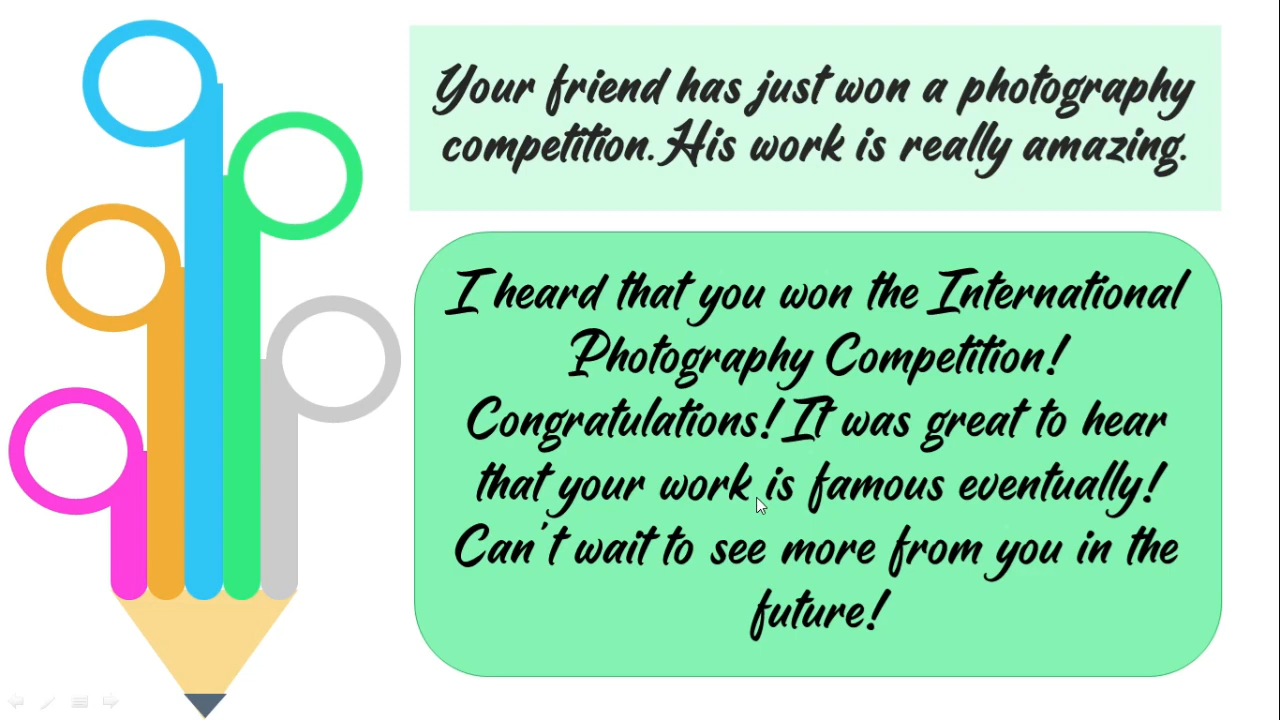 Your friend has just won a photography
competition. His work is really amazing.
I heard that you won the International
Photography Competition!
Congratulations! It was great to hear
that your work is famous eventually!
Can't wait to see more from you in the
future!